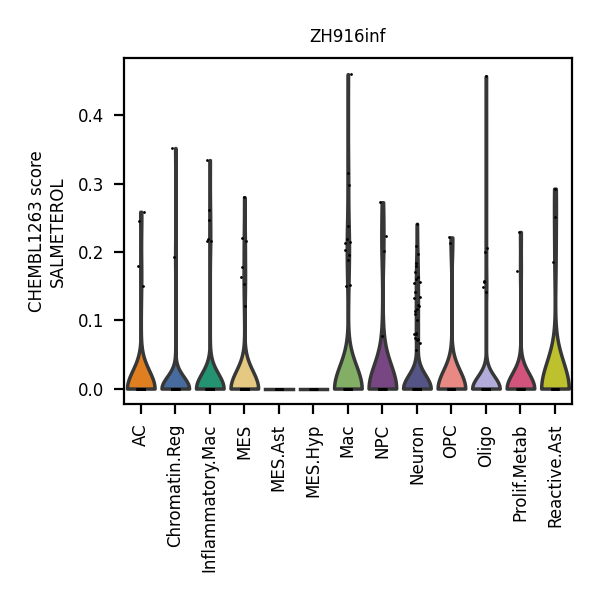 ZH916inf
CHEMBL1263 score
SALMETEROL
0.4
0.3
0.2
0.1
0.0
AC
Chromatin.Reg
Inflammatory.Mac
MES
MES.Ast
MES.Hyp
Mac
NPC
Neuron
OPC
Oligo
Prolif.Metab
Reactive.Ast